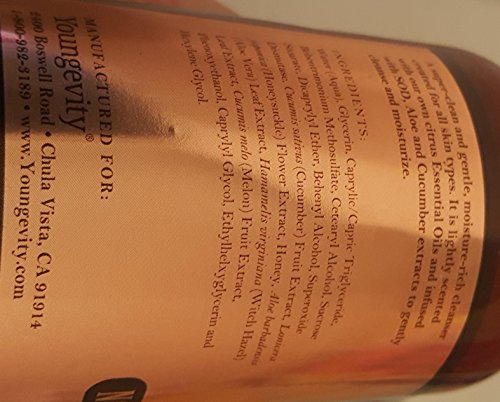 A super-clean and gentle, moisture-rich cleanser
created for all skin types. It is lightly scented
with our own citrus Essential Oils and infused
with SOD, Aloe and Cucumber extracts to gently
cleanse and moisturize.
INGREDIENTS:
Water (Aqua), Glycerin, Caprylic/Capric Triglyceride,
Behentrimonium Methosulfate, Cetearyl Alcohol, Sucrose
Stearate, Dicaprylyl Ether, Behenyl Alcohol, Superoxide
Dismutase, Cucumis sativus (Cucumber) Fruit Extract, Lonicera
japonica (Honeysuckle) Flower Extract, Honey, Aloe barbadensis
(Aloe Vera) Leaf Extract, Hamamelis virginiana (Witch Hazel)
Leaf Extract, Cucumis melo (Melon) Fruit Extract,
Phenoxyethanol, Caprylyl Glycol, Ethylhexylglycerin and
Hexylene Glycol.
MANUFACTURED FOR:
Youngevity®
2400 Boswell Road • Chula Vista, CA 91914
1-800-982-3189 • www.Youngevity.com
N